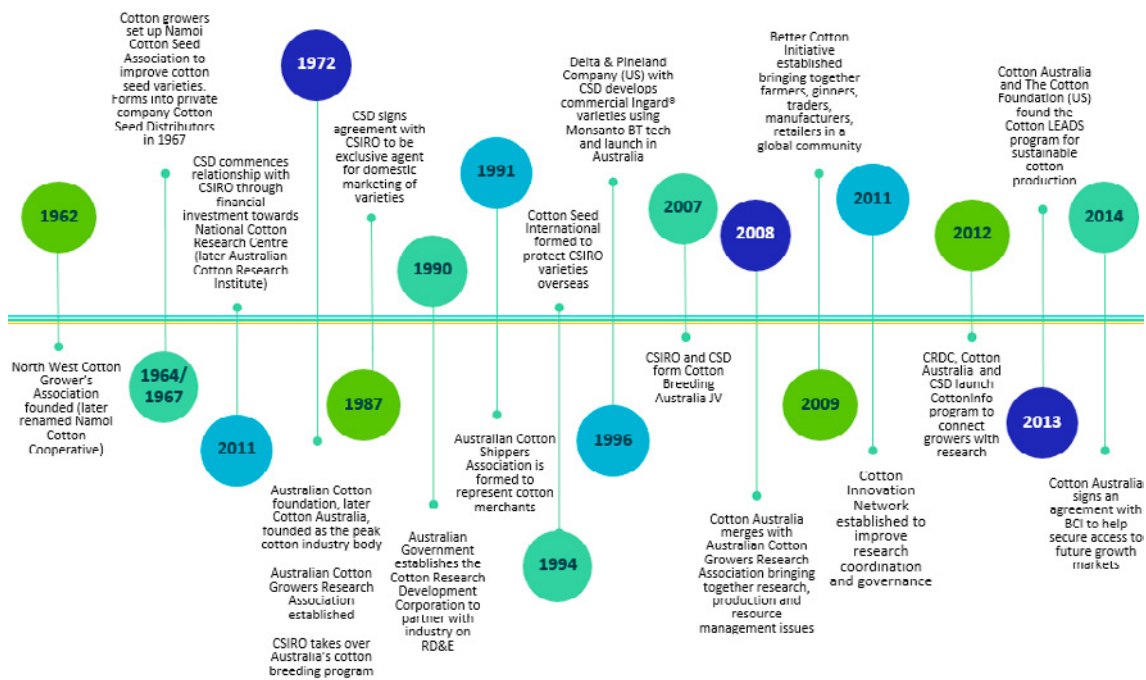 1962
North West Cotton
Grower's
Association
founded (later
renamed Namoi
Cotton
Cooperative)
Cotton growers
set up Namoi
Cotton Seed
Association to
improve cotton
seed varieties.
Forms into private
company Cotton
Seed Distributors
in 1967
1964/
1967
CSD commences
relationship with
CSIRO through
financial
investment towards
National Cotton
Research Centre
(later Australian
Cotton Research
Institute)
2011
1972
Australian Cotton
foundation, later
Cotton Australia,
founded as the peak
cotton industry body
Australian Cotton
Growers Research
Association
established
CSIRO takes over
Australia's cotton
breeding program
CSD signs
agreement with
CSIRO to be
exclusive agent
for domestic
marketing of
varieties
1987
1990
Australian
Government
establishes the
Cotton Research
Development
Corporation to
partner with
industry on
RD&E
1991
Australian Cotton
Shippers
Association is
formed to
represent cotton
merchants
Cotton Seed
International
formed to
protect CSIRO
varieties
overseas
1994
Delta & Pineland
Company (US) with
CSD develops
commercial Ingard®
varieties using
Monsanto BT tech
and launch in
Australia
1996
2007
CSIRO and CSD
form Cotton
Breeding
Australia JV
2008
Cotton Australia
merges with
Australian Cotton
Growers Research
Association bringing
together research,
production and
resource
management issues
Better Cotton
Initiative
established
bringing together
farmers, ginners,
traders,
manufacturers,
retailers in a
global community
2009
2011
Cotton
Innovation
Network
established to
improve
research
coordination
and governance
2012
CRDC, Cotton
Australia and
CSD launch
CottonInfo
program to
connect
growers with
research
Cotton Australia
and The Cotton
Foundation (US)
found the
Cotton LEADS
program for
sustainable
cotton
production
2013
2014
Cotton Australia
signs an
agreement with
BCI to help
secure access to
future growth
markets